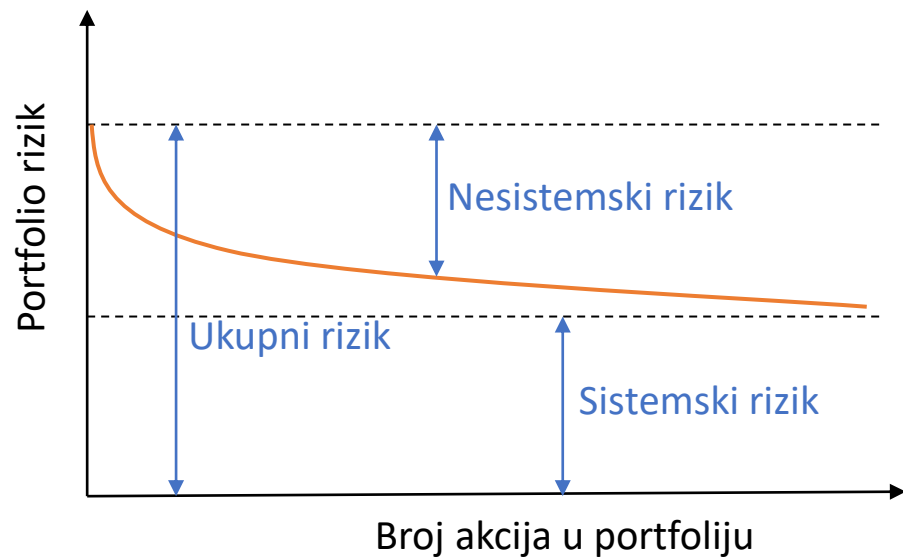 Portfolio rizik
Nesistemski rizik
Ukupni rizik
Sistemski rizik
Broj akcija u portfoliju